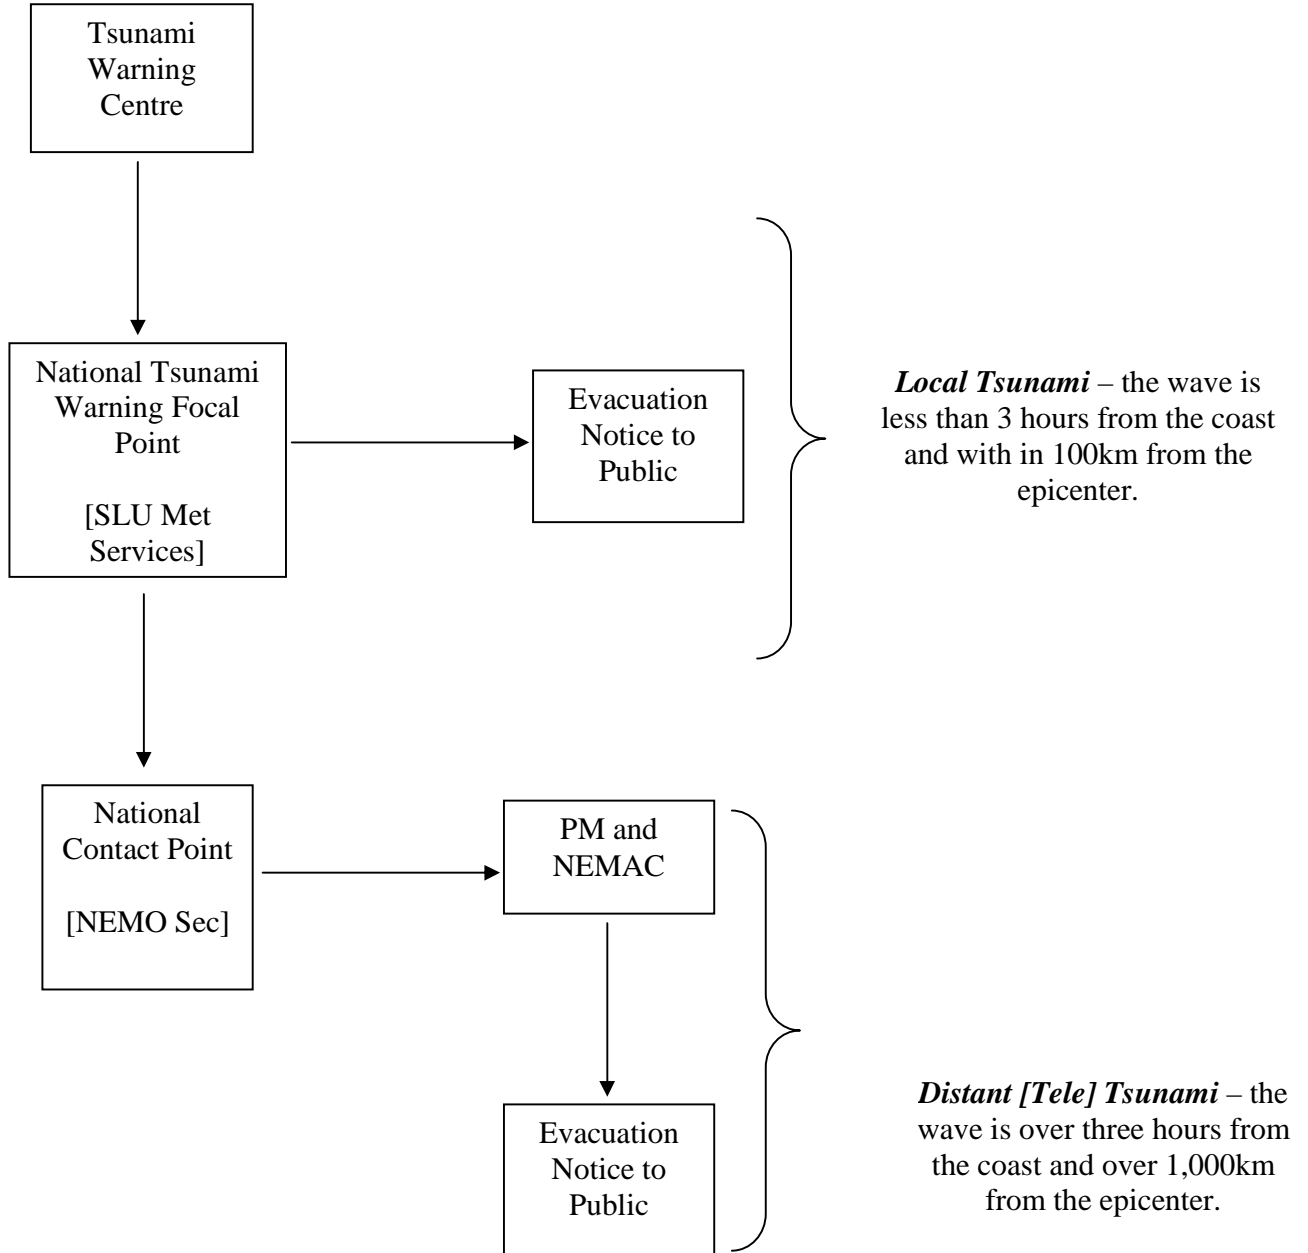 Tsunami
Warning
Centre
National Tsunami
Warning Focal
Point
[SLU Met
Services]
Evacuation
Notice to
Public
Local Tsunami – the wave is
less than 3 hours from the coast
and with in 100km from the
epicenter.
National
Contact Point
[NEMO Sec]
PM and
NEMAC
Evacuation
Notice to
Public
Distant [Tele] Tsunami – the
wave is over three hours from
the coast and over 1,000km
from the epicenter.